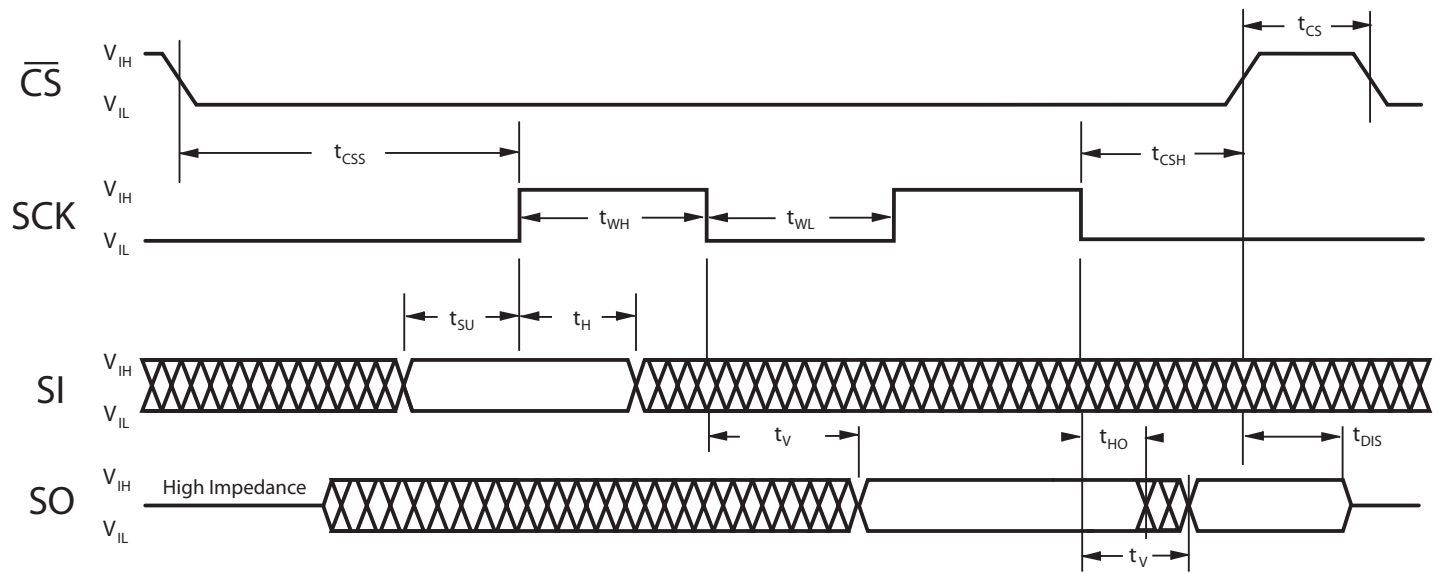 t_CS
V_IH
C̅S̅
V_IL
t_CSS
t_CSH
V_IH
SCK
t_WH
t_WL
V_IL
t_SU
t_H
V_IH
SI
V_IL
t_V
t_HO
t_DIS
V_IH
High Impedance
SO
V_IL
t_V